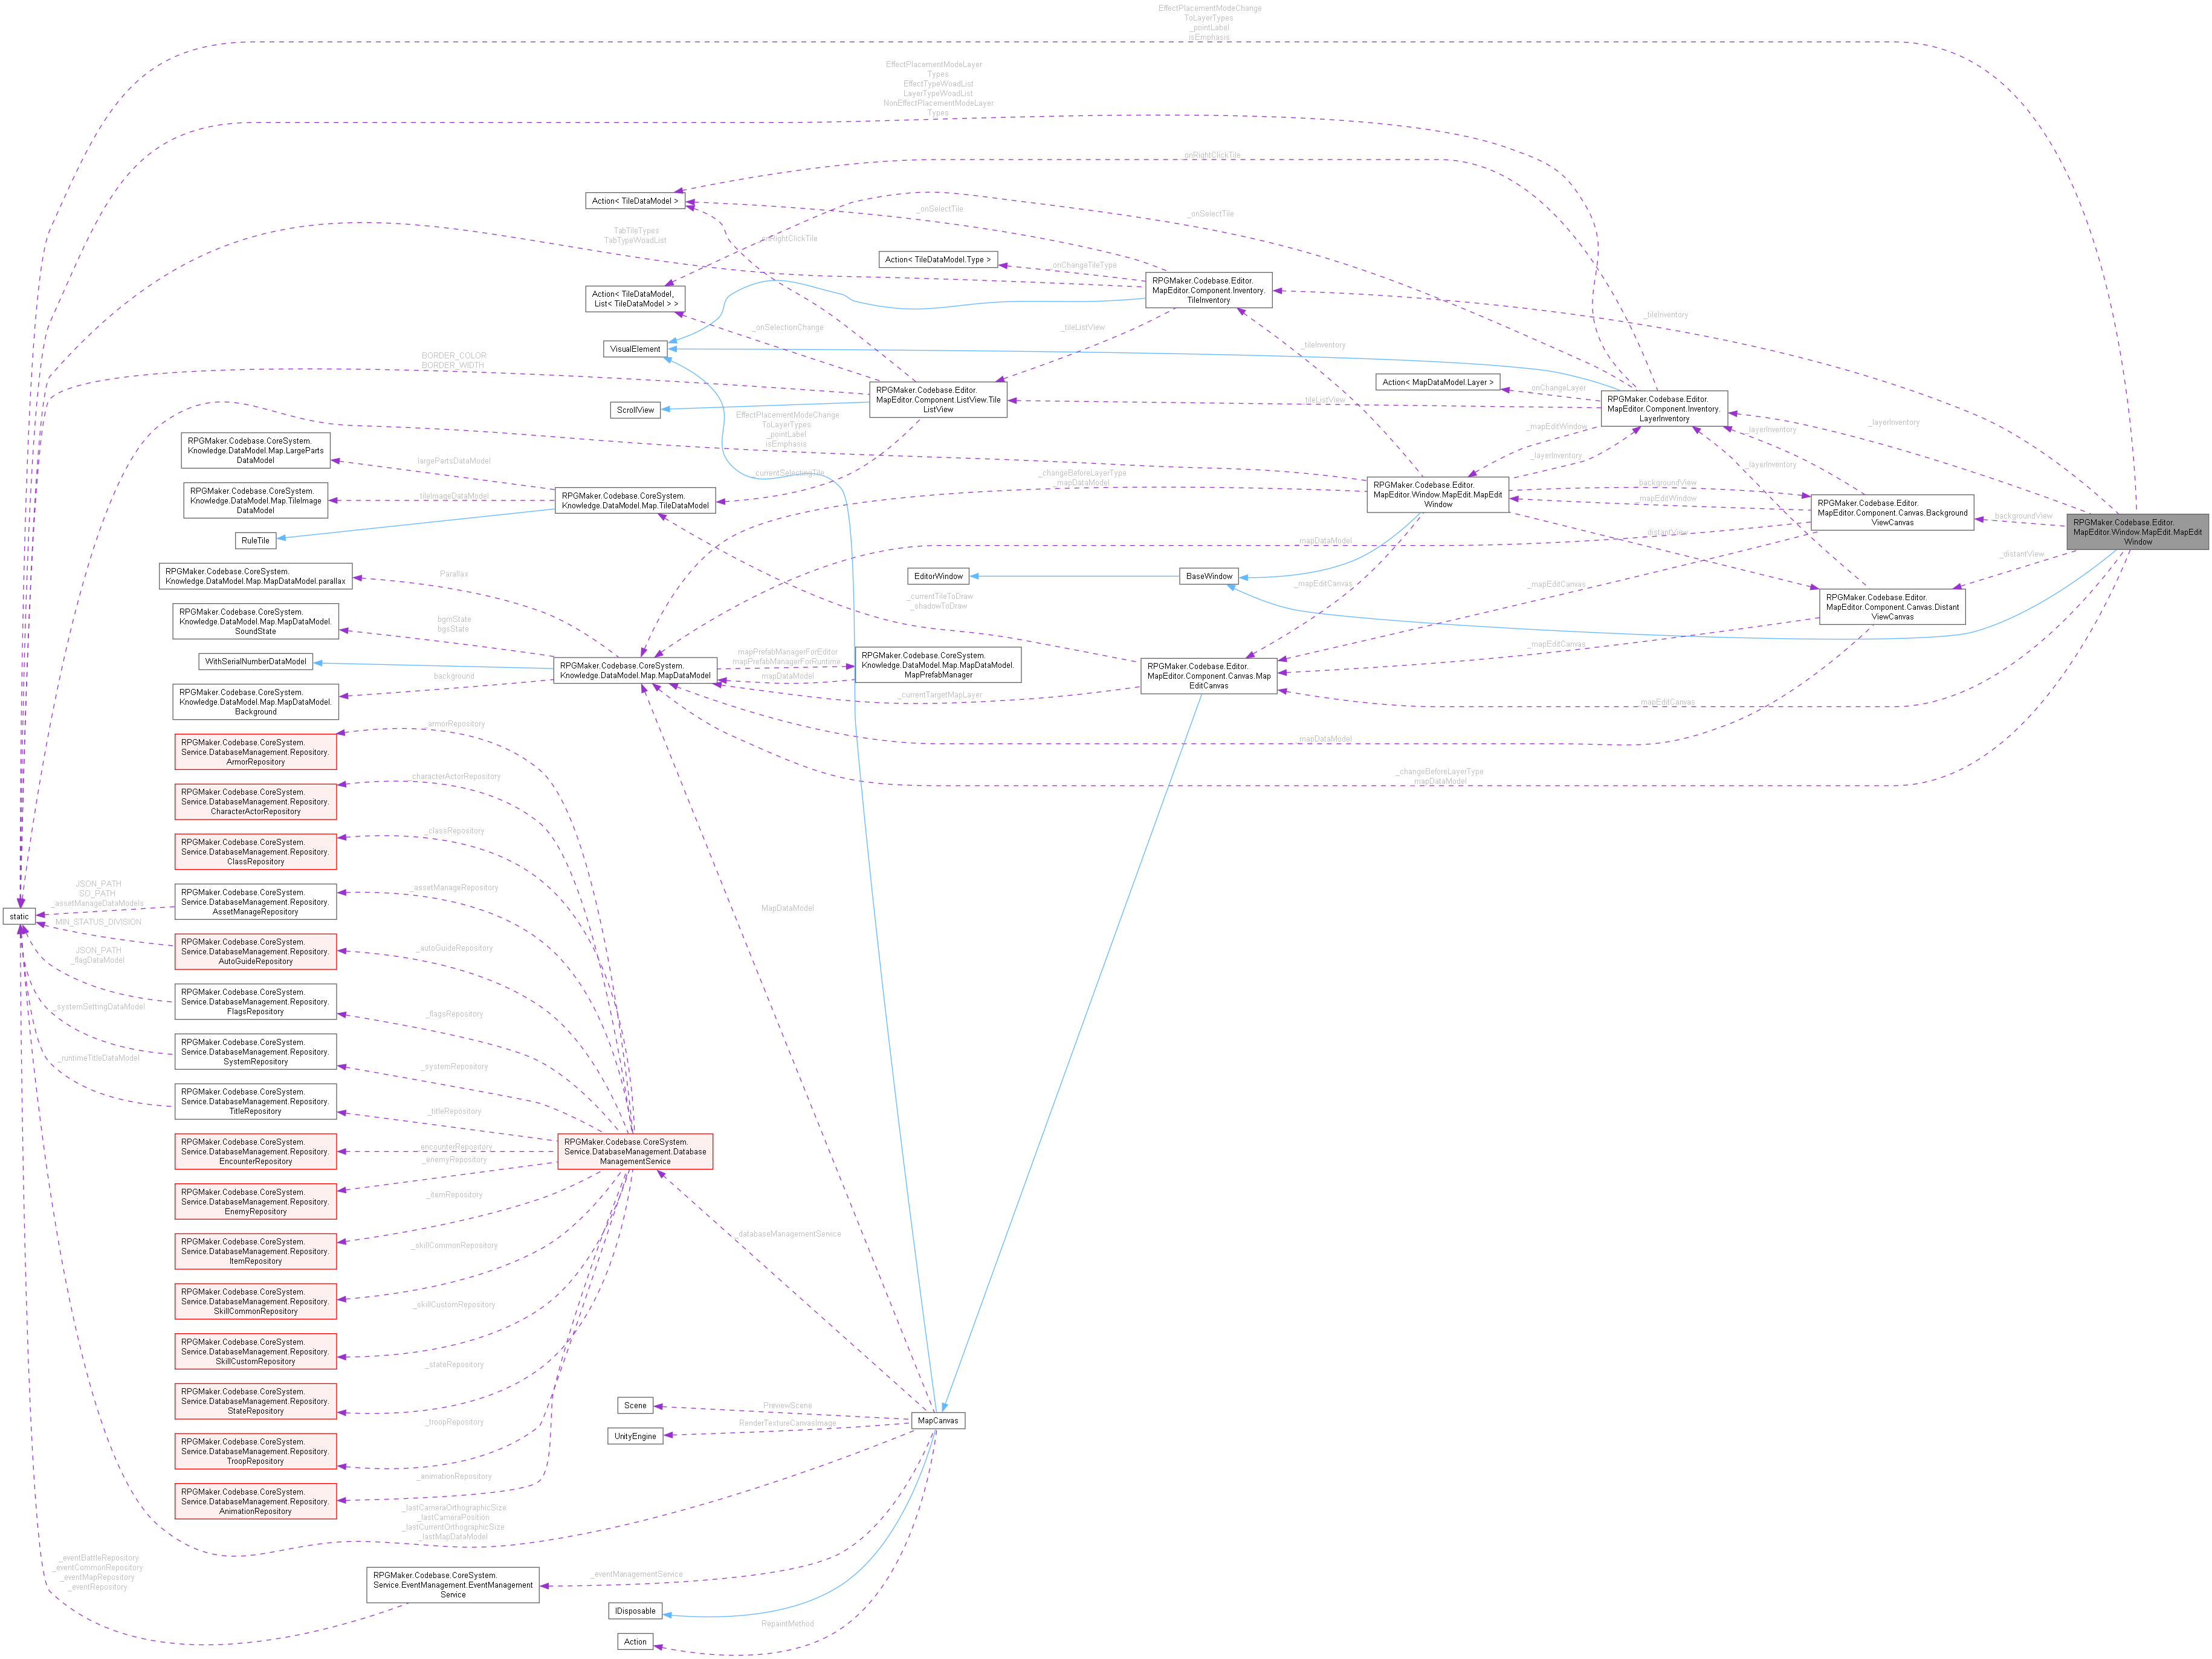 EffectPlacementModeChange
ToLayerTypes
_pointLabel
isEmphasis
EffectPlacementModeLayer
Types
EffectTypeWoadList
LayerTypeWoadList
NonEffectPlacementModeLayer
Types
_onRightClickTile
Action< TileDataModel >
_onSelectTile
_onSelectTile
TabTileTypes
TabTypeWoadList
_onRightClickTile
Action< TileDataModel.Type >
_onChangeTileType
RPGMaker.Codebase.Editor.
MapEditor.Component.Inventory.
TileInventory
Action< TileDataModel,
List< TileDataModel > >
_tileInventory
_onSelectionChange
_tileListView
VisualElement
_tileInventory
BORDER_COLOR
BORDER_WIDTH
Action< MapDataModel.Layer >
_onChangeLayer
RPGMaker.Codebase.Editor.
MapEditor.Component.ListView.Tile
ListView
ScrollView
_tileListView
RPGMaker.Codebase.Editor.
MapEditor.Component.Inventory.
LayerInventory
EffectPlacementModeChange
ToLayerTypes
_pointLabel
isEmphasis
_mapEditWindow
_layerInventory
_layerInventory
RPGMaker.Codebase.CoreSystem.
Knowledge.DataModel.Map.LargeParts
DataModel
largePartsDataModel
_currentSelectingTile
_changeBeforeLayerType
_mapDataModel
_layerInventory
_layerInventory
RPGMaker.Codebase.CoreSystem.
Knowledge.DataModel.Map.TileImage
DataModel
tileImageDataModel
RPGMaker.Codebase.CoreSystem.
Knowledge.DataModel.Map.TileDataModel
RPGMaker.Codebase.Editor.
MapEditor.Window.MapEdit.MapEdit
Window
_backgroundView
_mapEditWindow
RPGMaker.Codebase.Editor.
MapEditor.Component.Canvas.Background
ViewCanvas
_backgroundView
RPGMaker.Codebase.Editor.
MapEditor.Window.MapEdit.MapEdit
Window
RuleTile
_mapDataModel
_distantView
_distantView
RPGMaker.Codebase.CoreSystem.
Knowledge.DataModel.Map.MapDataModel.parallax
Parallax
EditorWindow
BaseWindow
_mapEditCanvas
_mapEditCanvas
_currentTileToDraw
_shadowToDraw
RPGMaker.Codebase.Editor.
MapEditor.Component.Canvas.Distant
ViewCanvas
RPGMaker.Codebase.CoreSystem.
Knowledge.DataModel.Map.MapDataModel.
SoundState
bgmState
bgsState
_mapEditCanvas
WithSerialNumberDataModel
RPGMaker.Codebase.CoreSystem.
Knowledge.DataModel.Map.MapDataModel
mapPrefabManagerForEditor
mapPrefabManagerForRuntime
_mapDataModel
RPGMaker.Codebase.CoreSystem.
Knowledge.DataModel.Map.MapDataModel.
MapPrefabManager
RPGMaker.Codebase.Editor.
MapEditor.Component.Canvas.Map
EditCanvas
background
_currentTargetMapLayer
_mapEditCanvas
RPGMaker.Codebase.CoreSystem.
Knowledge.DataModel.Map.MapDataModel.
Background
_armorRepository
_mapDataModel
RPGMaker.Codebase.CoreSystem.
Service.DatabaseManagement.Repository.
ArmorRepository
_characterActorRepository
_changeBeforeLayerType
_mapDataModel
RPGMaker.Codebase.CoreSystem.
Service.DatabaseManagement.Repository.
CharacterActorRepository
_classRepository
RPGMaker.Codebase.CoreSystem.
Service.DatabaseManagement.Repository.
ClassRepository
JSON_PATH
SO_PATH
_assetManageDataModels
RPGMaker.Codebase.CoreSystem.
Service.DatabaseManagement.Repository.
AssetManageRepository
_assetManageRepository
MapDataModel
static
MIN_STATUS_DIVISION
RPGMaker.Codebase.CoreSystem.
Service.DatabaseManagement.Repository.
AutoGuideRepository
_autoGuideRepository
JSON_PATH
_flagDataModel
RPGMaker.Codebase.CoreSystem.
Service.DatabaseManagement.Repository.
FlagsRepository
_flagsRepository
_systemSettingDataModel
RPGMaker.Codebase.CoreSystem.
Service.DatabaseManagement.Repository.
SystemRepository
_systemRepository
_runtimeTitleDataModel
RPGMaker.Codebase.CoreSystem.
Service.DatabaseManagement.Repository.
TitleRepository
_titleRepository
RPGMaker.Codebase.CoreSystem.
Service.DatabaseManagement.Repository.
EncounterRepository
_encounterRepository
_enemyRepository
RPGMaker.Codebase.CoreSystem.
Service.DatabaseManagement.Database
ManagementService
RPGMaker.Codebase.CoreSystem.
Service.DatabaseManagement.Repository.
EnemyRepository
_itemRepository
RPGMaker.Codebase.CoreSystem.
Service.DatabaseManagement.Repository.
ItemRepository
_skillCommonRepository
databaseManagementService
RPGMaker.Codebase.CoreSystem.
Service.DatabaseManagement.Repository.
SkillCommonRepository
_skillCustomRepository
RPGMaker.Codebase.CoreSystem.
Service.DatabaseManagement.Repository.
SkillCustomRepository
_stateRepository
RPGMaker.Codebase.CoreSystem.
Service.DatabaseManagement.Repository.
StateRepository
_troopRepository
Scene
PreviewScene
MapCanvas
UnityEngine
RenderTextureCanvasImage
RPGMaker.Codebase.CoreSystem.
Service.DatabaseManagement.Repository.
TroopRepository
_animationRepository
RPGMaker.Codebase.CoreSystem.
Service.DatabaseManagement.Repository.
AnimationRepository
_lastCameraOrthographicSize
_lastCameraPosition
_lastCurrentOrthographicSize
_lastMapDataModel
_eventBattleRepository
_eventCommonRepository
_eventMapRepository
_eventRepository
RPGMaker.Codebase.CoreSystem.
Service.EventManagement.EventManagement
Service
_eventManagementService
IDisposable
Action
RepaintMethod